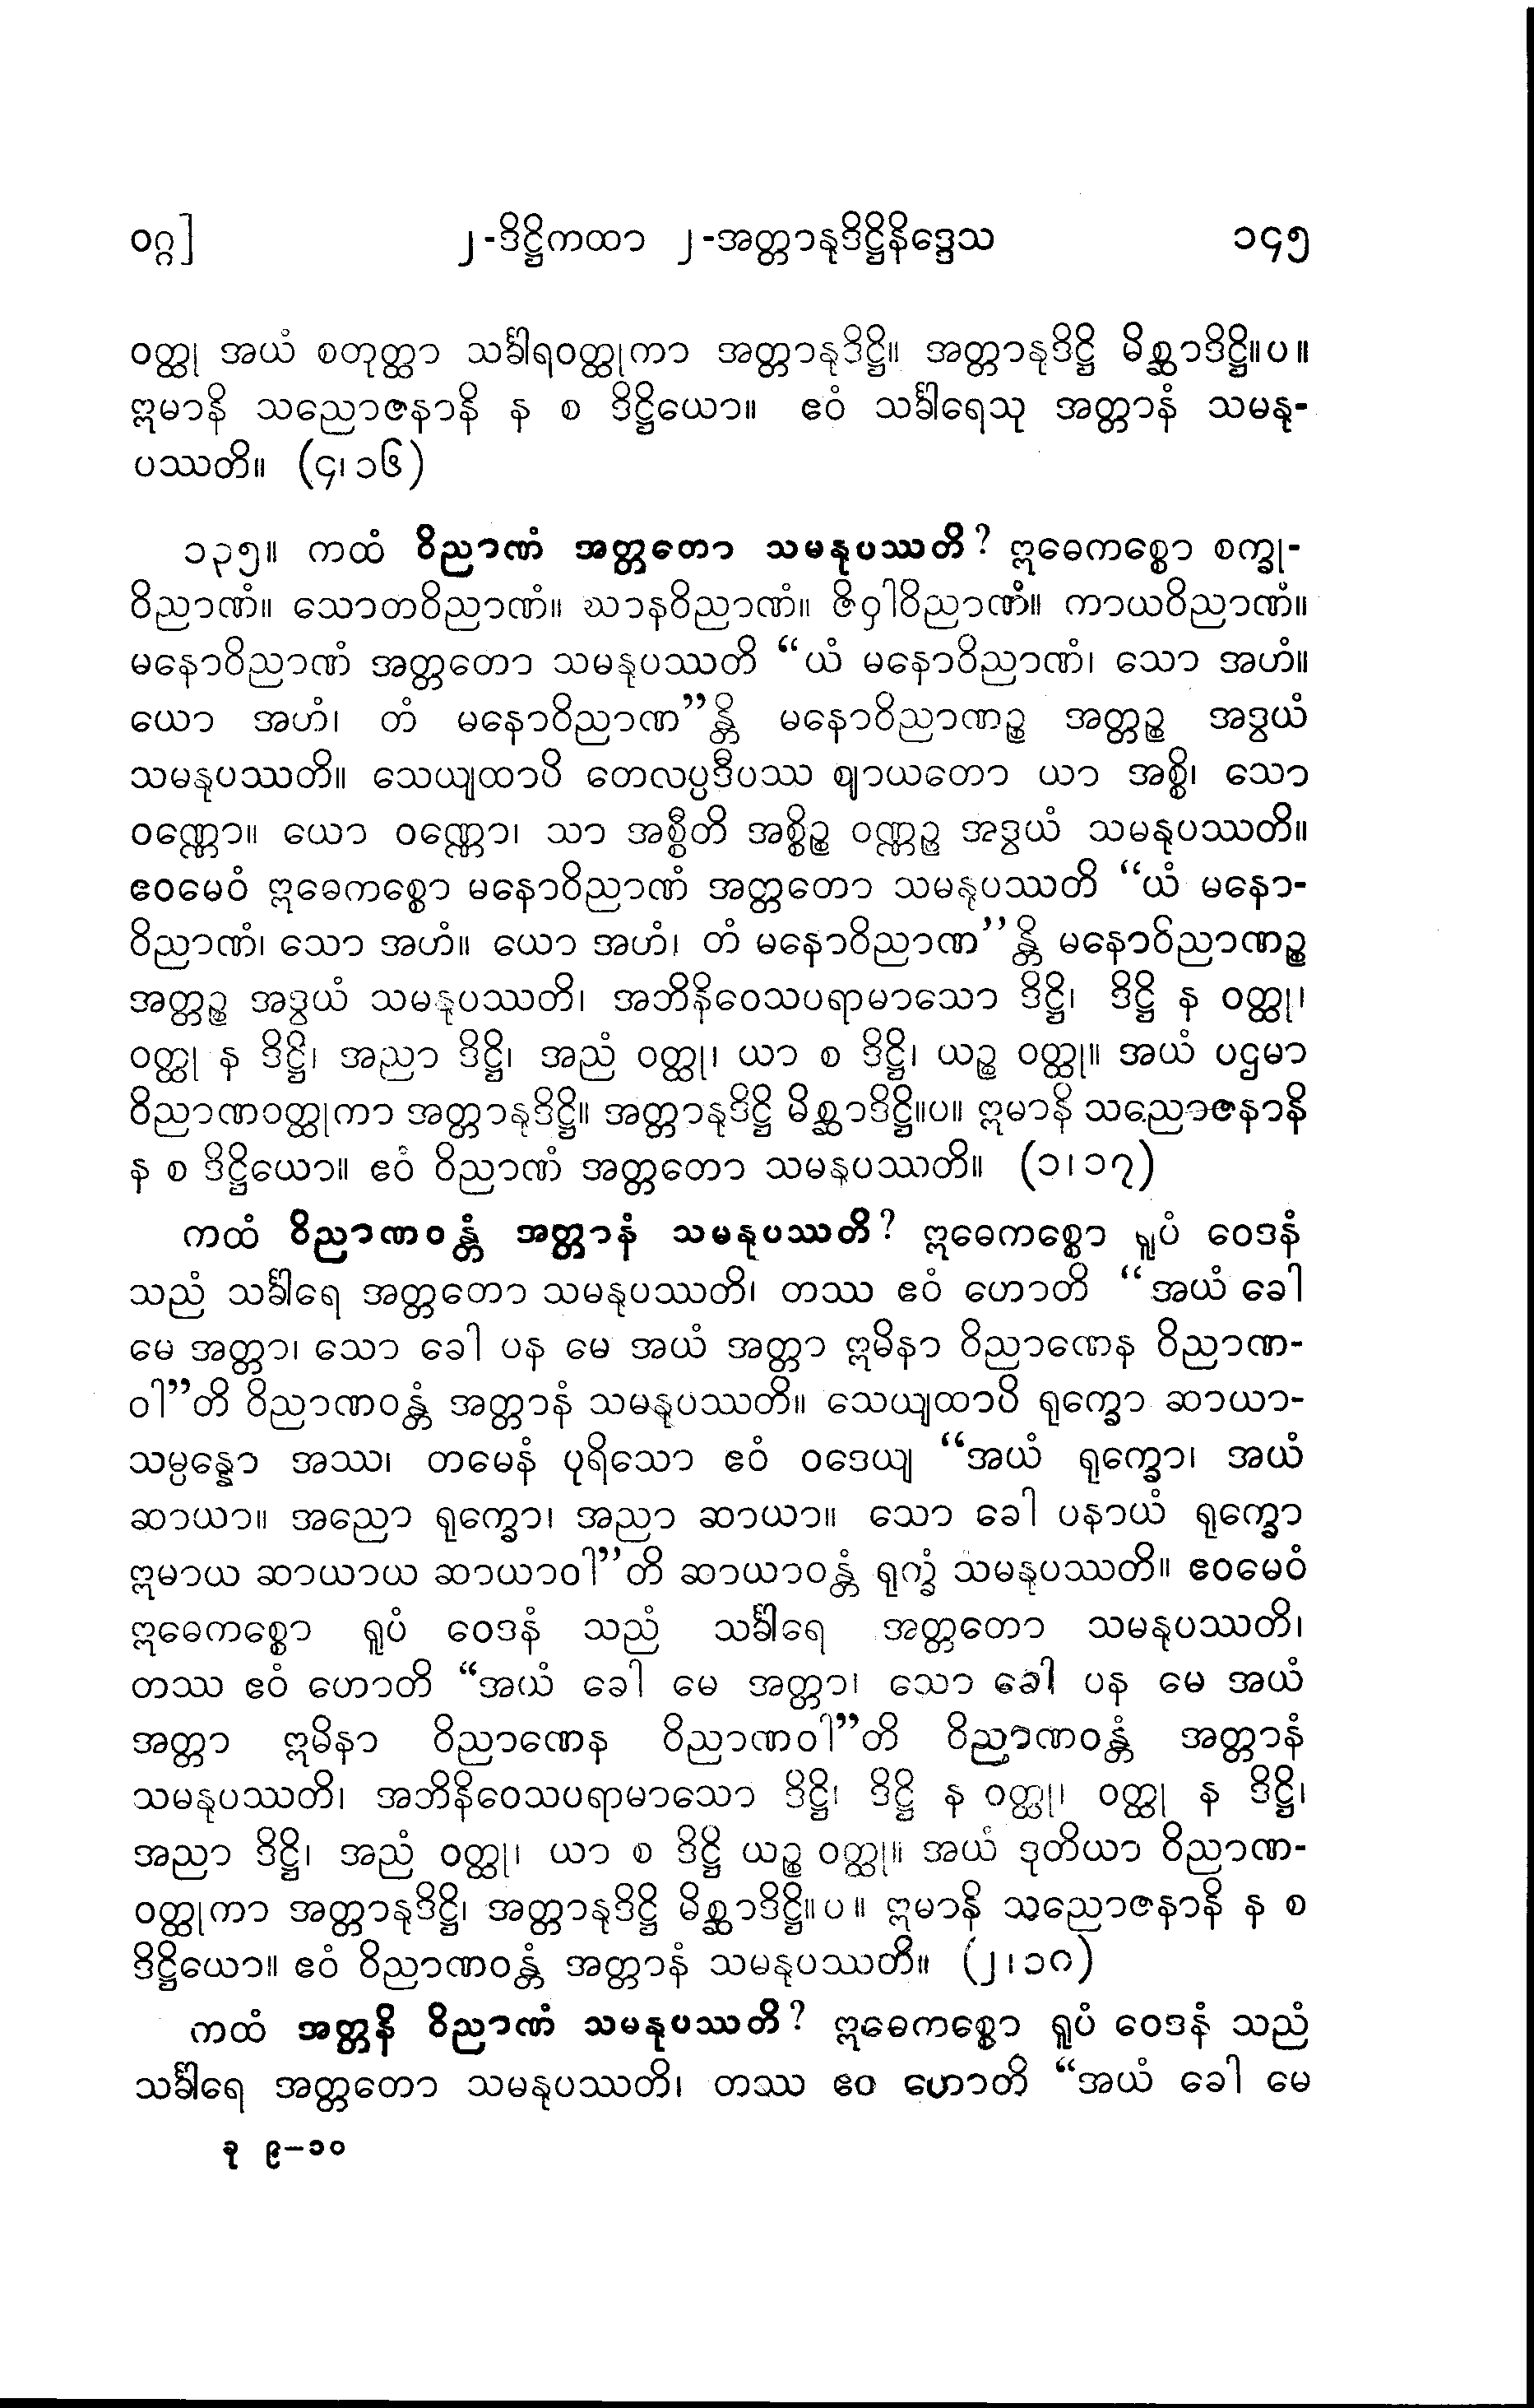 ဝဂ္ဂ] ၂-ဒိဋ္ဌိကထာ ၂-အတ္တာနုဒိဋ္ဌိနိဒ္ဒေသ ၁၄၅
ဝတ္ထု အယံ စတုတ္ထာ သင်္ခါရဝတ္ထုကာ အတ္တာနုဒိဋ္ဌိ။ အတ္တာနုဒိဋ္ဌိ မိစ္ဆာဒိဋ္ဌိ။ပ။
ဣမာနိ သညောဇနာနိ န စ ဒိဋ္ဌိယော။ ဧဝံ သင်္ခါရေသု အတ္တာနံ သမနု-
ပဿတိ။ (၄၊၁၆)
၁၃၅။ ကထံ ဝိညာဏံ အတ္တတော သမနုပဿတိ? ဣဓေကစ္စော စက္ခု-
ဝိညာဏံ။ သောတဝိညာဏံ။ ဃာနဝိညာဏံ။ ဇိဝှါဝိညာဏံ။ ကာယဝိညာဏံ။
မနောဝိညာဏံ အတ္တတော သမနုပဿတိ “ယံ မနောဝိညာဏံ၊ သော အဟံ။
ယော အဟံ၊ တံ မနောဝိညာဏ”န္တိ မနောဝိညာဏဉ္စ အတ္တဉ္စ အဒွယံ
သမနုပဿတိ။ သေယျထာပိ တေလပ္ပဒီပဿ ဈာယတော ယာ အစ္စိ၊ သော
ဝဏ္ဏော။ ယော ဝဏ္ဏော၊ သာ အစ္စီတိ အစ္စိဉ္စ ဝဏ္ဏဉ္စ အဒွယံ သမနုပဿတိ။
ဧဝမေဝံ ဣဓေကစ္စော မနောဝိညာဏံ အတ္တတော သမနုပဿတိ “ယံ မနော-
ဝိညာဏံ၊ သော အဟံ။ ယော အဟံ၊ တံ မနောဝိညာဏ”န္တိ မနောဝိညာဏဉ္စ
အတ္တဉ္စ အဒွယံ သမနုပဿတိ၊ အဘိနိဝေသပရာမာသော ဒိဋ္ဌိ၊ ဒိဋ္ဌိ န ဝတ္ထု၊
ဝတ္ထု န ဒိဋ္ဌိ၊ အညာ ဒိဋ္ဌိ၊ အညံ ဝတ္ထု၊ ယာ စ ဒိဋ္ဌိ၊ ယဉ္စ ဝတ္ထု။ အယံ ပဌမာ
ဝိညာဏဝတ္ထုကာ အတ္တာနုဒိဋ္ဌိ။ အတ္တာနုဒိဋ္ဌိ မိစ္ဆာဒိဋ္ဌိ။ပ။ ဣမာနိ သညောဇနာနိ
န စ ဒိဋ္ဌိယော။ ဧဝံ ဝိညာဏံ အတ္တတော သမနုပဿတိ။ (၁၊၁၇)
ကထံ ဝိညာဏဝန္တံ အတ္တာနံ သမနုပဿတိ? ဣဓေကစ္စော ရူပံ ဝေဒနံ
သညံ သင်္ခါရေ အတ္တတော သမနုပဿတိ၊ တဿ ဧဝံ ဟောတိ “အယံ ခေါ
မေ အတ္တာ၊ သော ခေါ ပန မေ အယံ အတ္တာ ဣမိနာ ဝိညာဏေန ဝိညာဏ-
ဝါ”တိ ဝိညာဏဝန္တံ အတ္တာနံ သမနုပဿတိ။ သေယျထာပိ ရုက္ခော ဆာယာ-
သမ္ပန္နော အဿ၊ တမေနံ ပုရိသော ဧဝံ ဝဒေယျ “အယံ ရုက္ခော၊ အယံ
ဆာယာ။ အညော ရုက္ခော၊ အညာ ဆာယာ။ သော ခေါ ပနာယံ ရုက္ခော
ဣမာယ ဆာယာယ ဆာယာဝါ”တိ ဆာယာဝန္တံ ရုက္ခံ သမနုပဿတိ။ ဧဝမေဝံ
ဣဓေကစ္စော ရူပံ ဝေဒနံ သညံ သင်္ခါရေ အတ္တတော သမနုပဿတိ၊
တဿ ဧဝံ ဟောတိ “အယံ ခေါ မေ အတ္တာ၊ သော ခေါ ပန မေ အယံ
အတ္တာ ဣမိနာ ဝိညာဏေန ဝိညာဏဝါ”တိ ဝိညာဏဝန္တံ အတ္တာနံ
သမနုပဿတိ၊ အဘိနိဝေသပရာမာသော ဒိဋ္ဌိ၊ ဒိဋ္ဌိ န ဝတ္ထု၊ ဝတ္ထု န ဒိဋ္ဌိ၊
အညာ ဒိဋ္ဌိ၊ အညံ ဝတ္ထု၊ ယာ စ ဒိဋ္ဌိ ယဉ္စ ဝတ္ထု။ အယံ ဒုတိယာ ဝိညာဏ-
ဝတ္ထုကာ အတ္တာနုဒိဋ္ဌိ၊ အတ္တာနုဒိဋ္ဌိ မိစ္ဆာဒိဋ္ဌိ။ပ။ ဣမာနိ သညောဇနာနိ န စ
ဒိဋ္ဌိယော။ ဧဝံ ဝိညာဏဝန္တံ အတ္တာနံ သမနုပဿတိ။ (၂၊၁၈)
ကထံ အတ္တနိ ဝိညာဏံ သမနုပဿတိ? ဣဓေကစ္စော ရူပံ ဝေဒနံ သညံ
သင်္ခါရေ အတ္တတော သမနုပဿတိ၊ တဿ ဧဝ ဟောတိ “အယံ ခေါ မေ
ခု ၉–၁၀